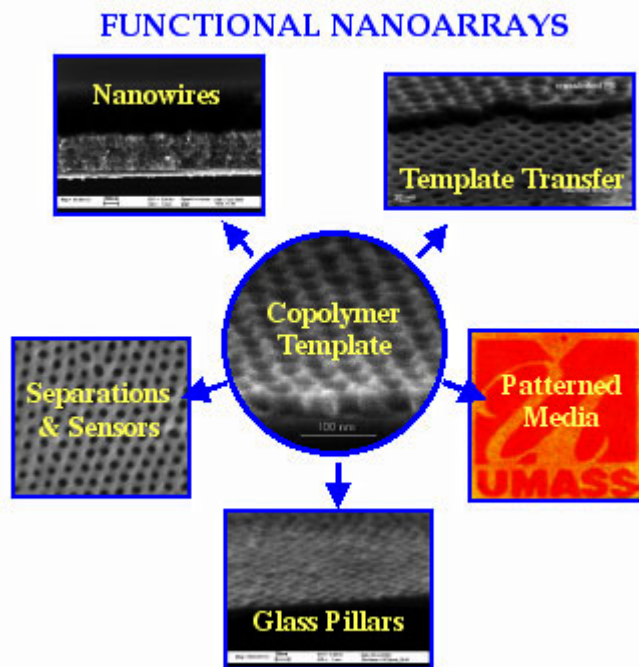 FUNCTIONAL NANOARRAYS
Nanowires
Template Transfer
Copolymer
Template
100 nm
Separations
& Sensors
Patterned
Media
UMASS
Glass Pillars